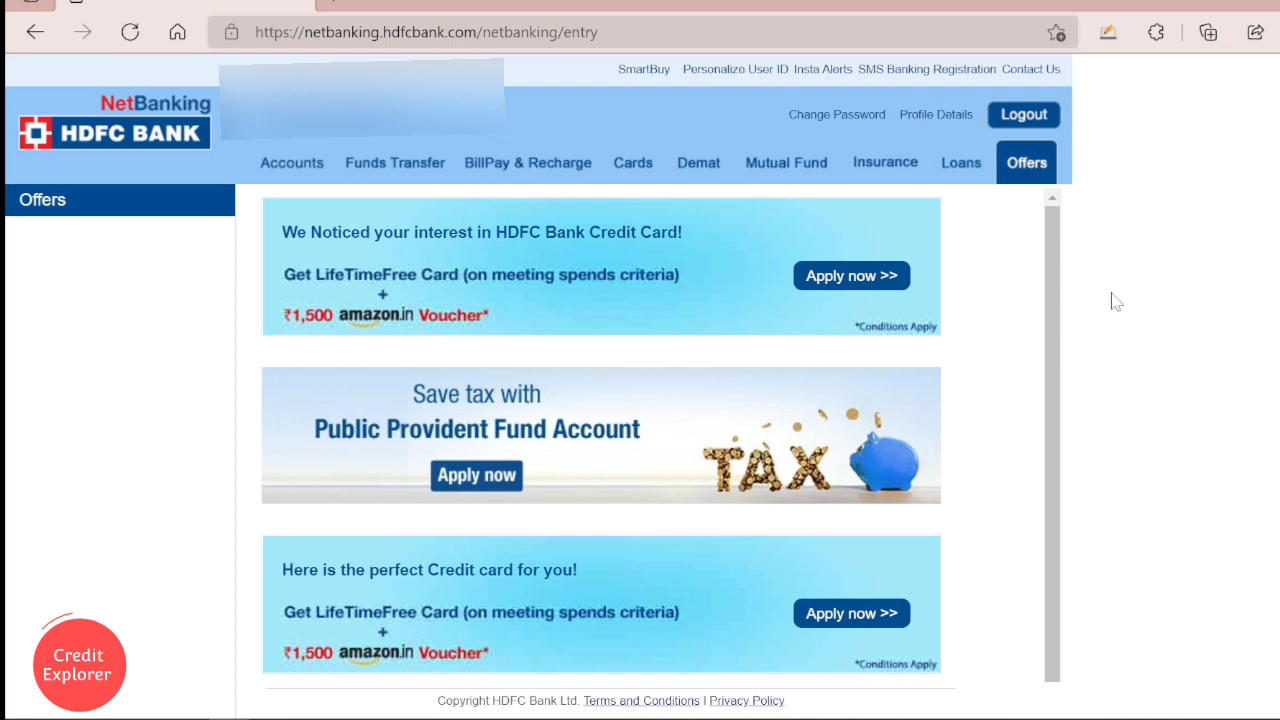 https://netbanking.hdfcbank.com/netbanking/entry
SmartBuy Personalize User ID Insta Alerts SMS Banking Registration Contact Us
NetBanking
HDFC BANK
Change Password Profile Details Logout
Accounts Funds Transfer BillPay & Recharge Cards Demat Mutual Fund Insurance Loans Offers
Offers
We Noticed your interest in HDFC Bank Credit Card!
Get LifeTimeFree Card (on meeting spends criteria)
+
₹1,500 amazon.in Voucher*
Apply now >>
*Conditions Apply
Save tax with
Public Provident Fund Account
Apply now
TAX
Here is the perfect Credit card for you!
Get LifeTimeFree Card (on meeting spends criteria)
+
₹1,500 amazon.in Voucher*
Apply now >>
*Conditions Apply
Credit
Explorer
Copyright HDFC Bank Ltd. Terms and Conditions I Privacy Policy